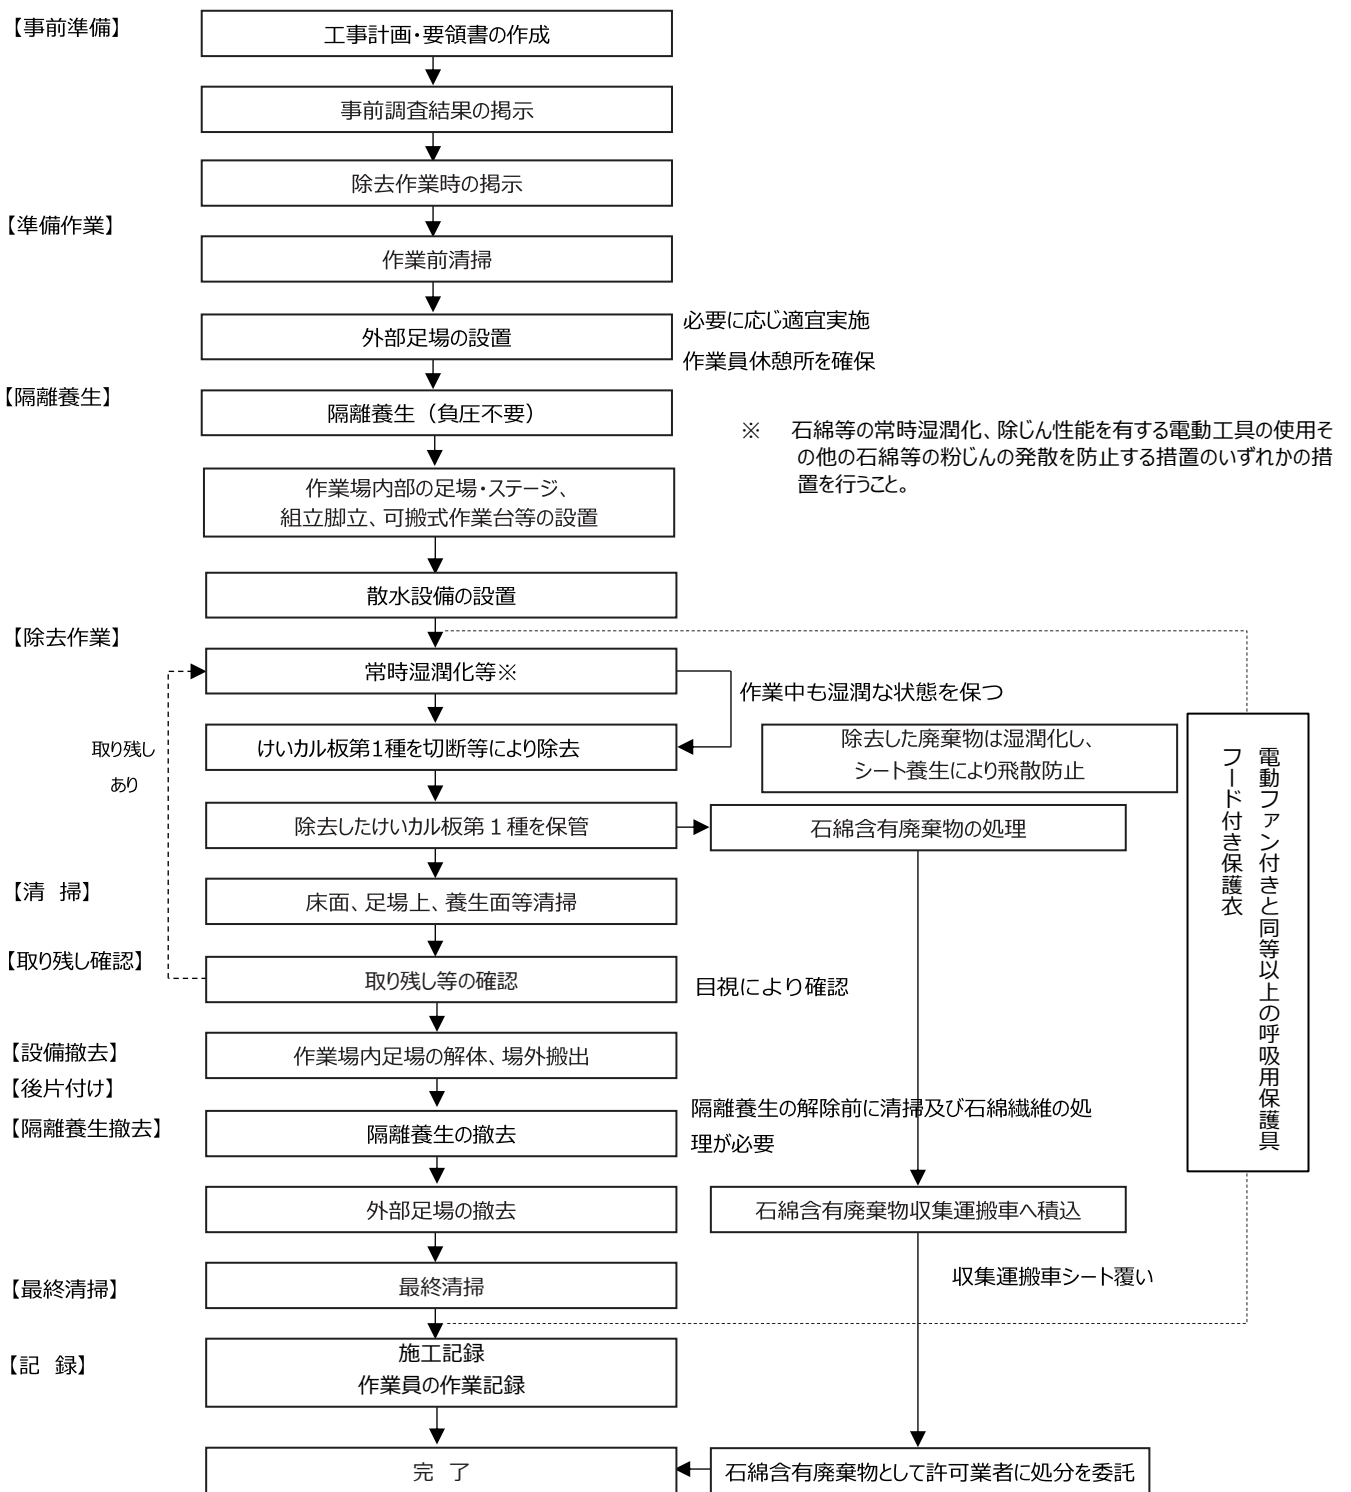 【事前準備】
工事計画・要領書の作成
事前調査結果の掲示
除去作業時の掲示
【準備作業】
作業前清掃
外部足場の設置
必要に応じ適宜実施
作業員休憩所を確保
【隔離養生】
隔離養生（負圧不要）
※　石綿等の常時湿潤化、除じん性能を有する電動工具の使用そ
の他の石綿等の粉じんの発散を防止する措置のいずれかの措
置を行うこと。
作業場内部の足場・ステージ、
組立脚立、可搬式作業台等の設置
散水設備の設置
【除去作業】
常時湿潤化等※
作業中も湿潤な状態を保つ
けいカル板第1種を切断等により除去
除去した廃棄物は湿潤化し、
シート養生により飛散防止
取り残し
あり
除去したけいカル板第１種を保管
石綿含有廃棄物の処理
電動ファン付きと同等以上の呼吸用保護具
フード付き保護衣
【清　掃】
床面、足場上、養生面等清掃
【取り残し確認】
取り残し等の確認
目視により確認
【設備撤去】
作業場内足場の解体、場外搬出
【後片付け】
【隔離養生撤去】
隔離養生の撤去
隔離養生の解除前に清掃及び石綿繊維の処
理が必要
外部足場の撤去
石綿含有廃棄物収集運搬車へ積込
【最終清掃】
最終清掃
収集運搬車シート覆い
【記　録】
施工記録
作業員の作業記録
完　了
石綿含有廃棄物として許可業者に処分を委託